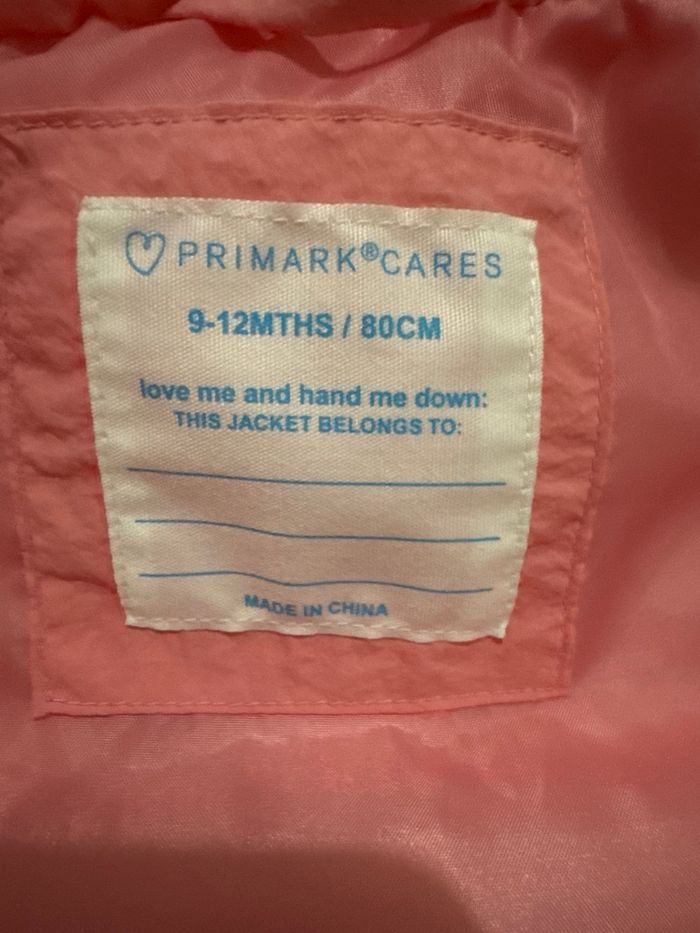 PRIMARK®CARES
9-12MTHS / 80CM
love me and hand me down:
THIS JACKET BELONGS TO:
MADE IN CHINA